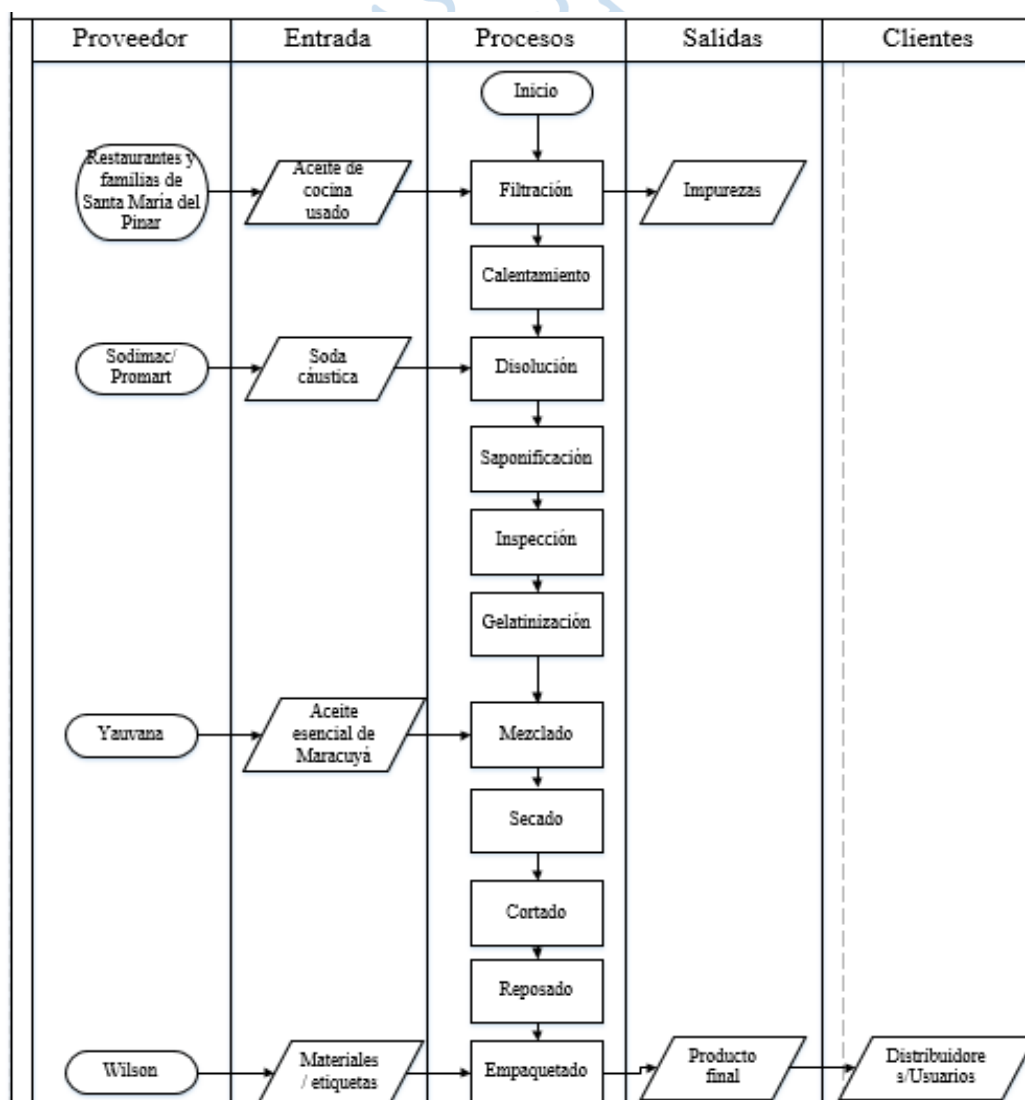 Proveedor
Entrada
Procesos
Salidas
Clientes
Inicio
Restaurantes y
familias de
Santa María del
Pinar
Aceite de
cocina
usado
Filtración
Impurezas
Calentamiento
Sodimac/
Promart
Soda
cáustica
Disolución
Saponificación
Inspección
Gelatinización
Yauvana
Aceite
esencial de
Maracuyá
Mezclado
Secado
Cortado
Reposado
Wilson
Materiales
/ etiquetas
Empaquetado
Producto
final
Distribuidore
s/Usuarios